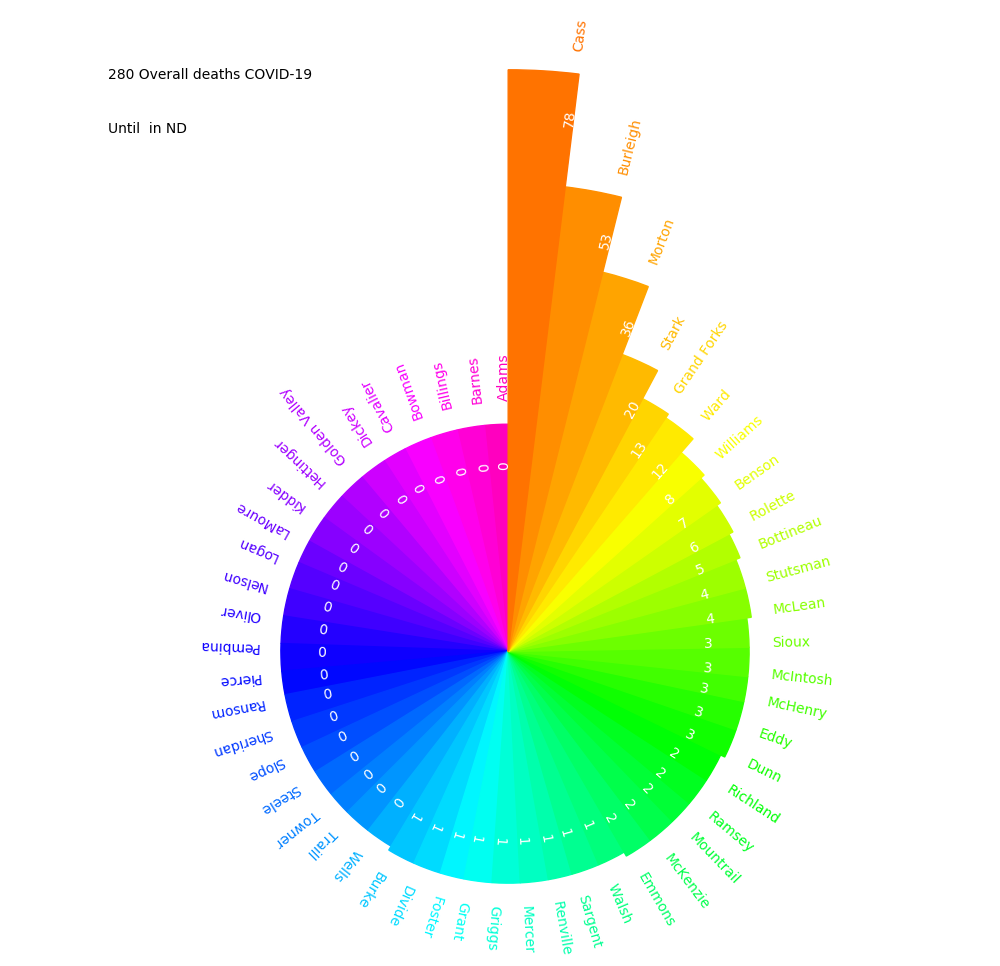 280 Overall deaths COVID-19
Until  in ND
Cass
78
Burleigh
53
Morton
36
Stark
20
Grand Forks
13
Ward
12
Williams
8
Benson
7
Rolette
6
Bottineau
5
Stutsman
4
McLean
4
Sioux
3
McIntosh
3
McHenry
3
Eddy
3
Dunn
3
Richland
2
Ramsey
2
Mountrail
2
McKenzie
2
Emmons
2
Walsh
1
Sargent
1
Renville
1
Mercer
1
Griggs
1
Grant
1
Foster
1
Divide
1
Burke
1
Wells
0
Traill
0
Towner
0
Steele
0
Slope
0
Sheridan
0
Ransom
0
Pierce
0
Pembina
0
Oliver
0
Nelson
0
Logan
0
LaMoure
0
Kidder
0
Hettinger
0
Golden Valley
0
Dickey
0
Cavalier
0
Bowman
0
Billings
0
Barnes
0
Adams
0